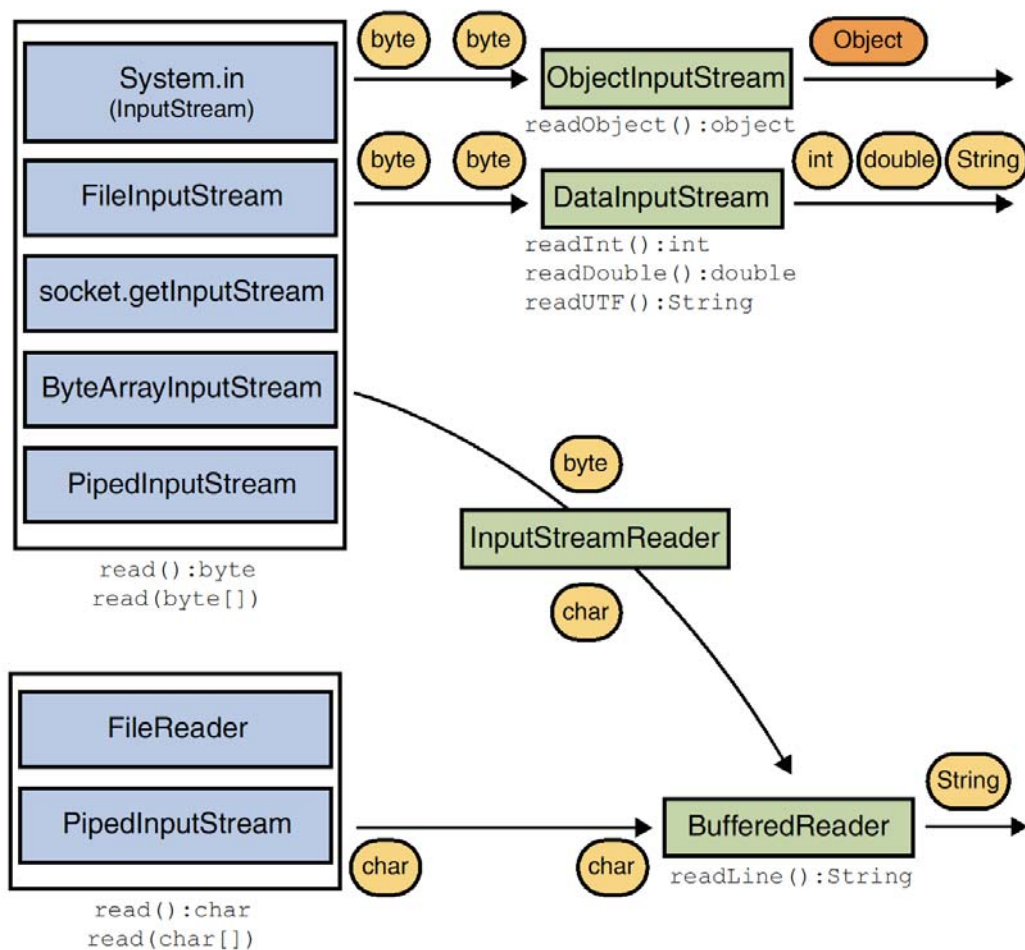 System.in
(InputStream)
FileInputStream
socket.getInputStream
ByteArrayInputStream
PipedInputStream
read():byte
read(byte[])
byte
byte
ObjectInputStream
readObject():object
Object
byte
byte
DataInputStream
readInt():int
readDouble():double
readUTF():String
int
double
String
byte
InputStreamReader
char
FileReader
PipedInputStream
read():char
read(char[])
char
char
BufferedReader
readLine():String
String